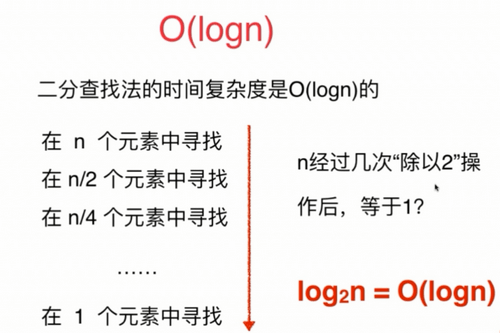 O(logn)
二分查找法的时间复杂度是O(logn)的
在 n 个元素中寻找
在 n/2 个元素中寻找
在 n/4 个元素中寻找
……
在 1 个元素中寻找
n经过几次“除以2”操
作后，等于1？
log₂n = O(logn)